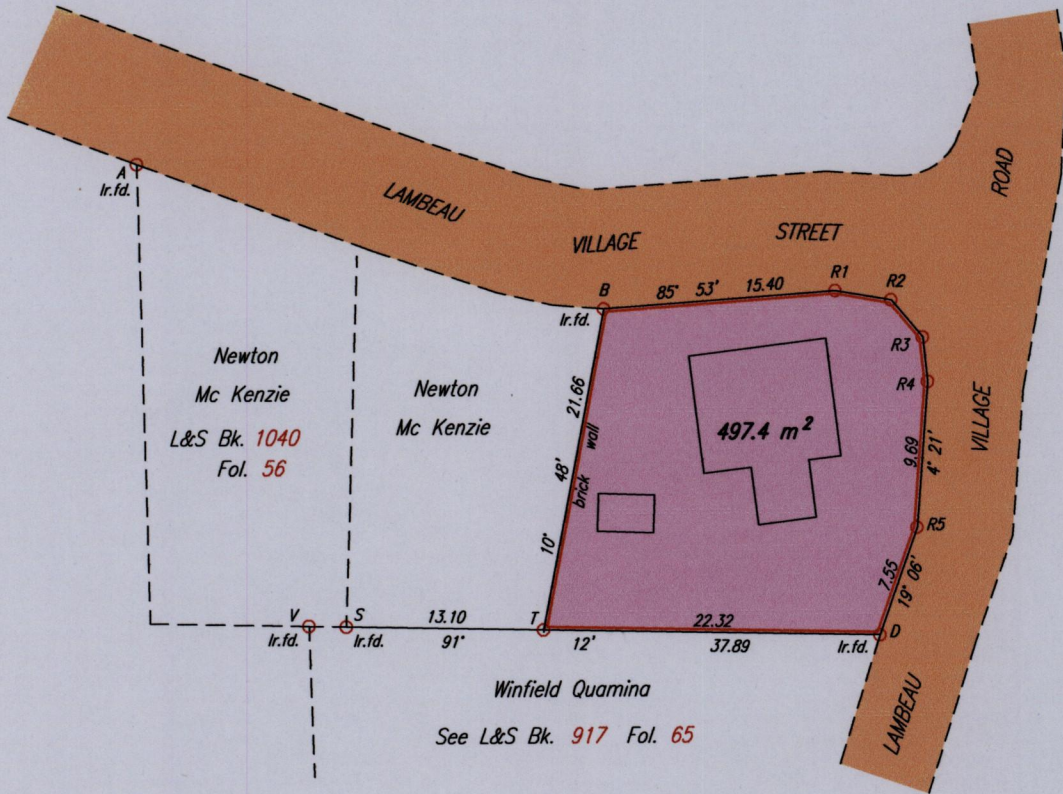 A
Ir.fd.
LAMBEAU
VILLAGE
STREET
ROAD
B
Ir.fd.
85° 53' 15.40
R1
R2
R3
R4
R5
9.69
4° 21'
VILLAGE
7.55
19° 06'
D
Ir.fd.
LAMBEAU
Newton
Mc Kenzie
L&S Bk. 1040
Fol. 56
Newton
Mc Kenzie
10° 48' 21.66
brick wall
497.4 m²
V
Ir.fd.
S
Ir.fd.
13.10
91° 12'
T
22.32
37.89
Winfield Quamina
See L&S Bk. 917 Fol. 65